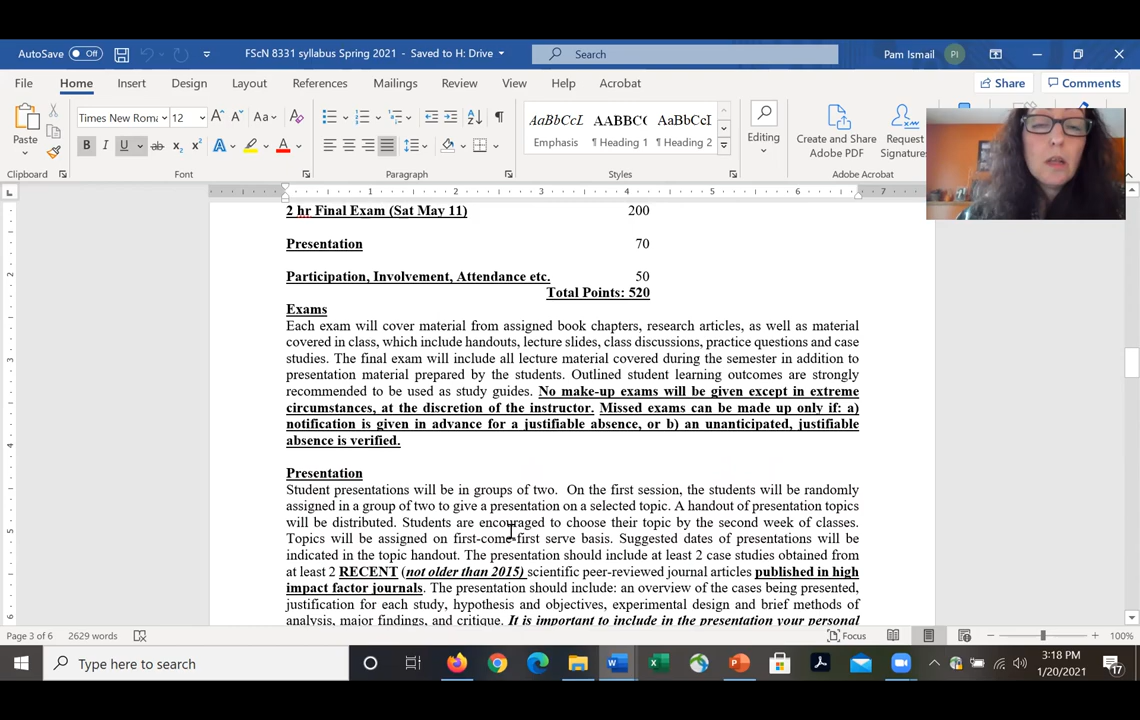 AutoSave Off FScN 8331 syllabus Spring 2021 - Saved to H: Drive Search Pam Ismail PI
File Home Insert Design Layout References Mailings Review View Help Acrobat Share Comments
Paste Times New Roma 12 Aa AaBbCcL AABBC AaBbCcI Editing Create and Share Request
B I U ab x₂ x² A A Emphasis ¶ Heading 1 ¶ Heading 2 Adobe PDF Signatures
Clipboard Font Paragraph Styles Adobe Acrobat
1 2 3 4 5 6 7
2 hr Final Exam (Sat May 11) 200
Presentation 70
Participation, Involvement, Attendance etc. 50
Total Points: 520
Exams
Each exam will cover material from assigned book chapters, research articles, as well as material
covered in class, which include handouts, lecture slides, class discussions, practice questions and case
studies. The final exam will include all lecture material covered during the semester in addition to
presentation material prepared by the students. Outlined student learning outcomes are strongly
recommended to be used as study guides. No make-up exams will be given except in extreme
circumstances, at the discretion of the instructor. Missed exams can be made up only if: a)
notification is given in advance for a justifiable absence, or b) an unanticipated, justifiable
absence is verified.
Presentation
Student presentations will be in groups of two. On the first session, the students will be randomly
assigned in a group of two to give a presentation on a selected topic. A handout of presentation topics
will be distributed. Students are encouraged to choose their topic by the second week of classes.
Topics will be assigned on first-come-first serve basis. Suggested dates of presentations will be
indicated in the topic handout. The presentation should include at least 2 case studies obtained from
at least 2 RECENT (not older than 2015) scientific peer-reviewed journal articles published in high
impact factor journals. The presentation should include: an overview of the cases being presented,
justification for each study, hypothesis and objectives, experimental design and brief methods of
analysis, major findings, and critique. It is important to include in the presentation your personal
Page 3 of 6 2629 words Focus 100%
Type here to search 3:18 PM
1/20/2021 17